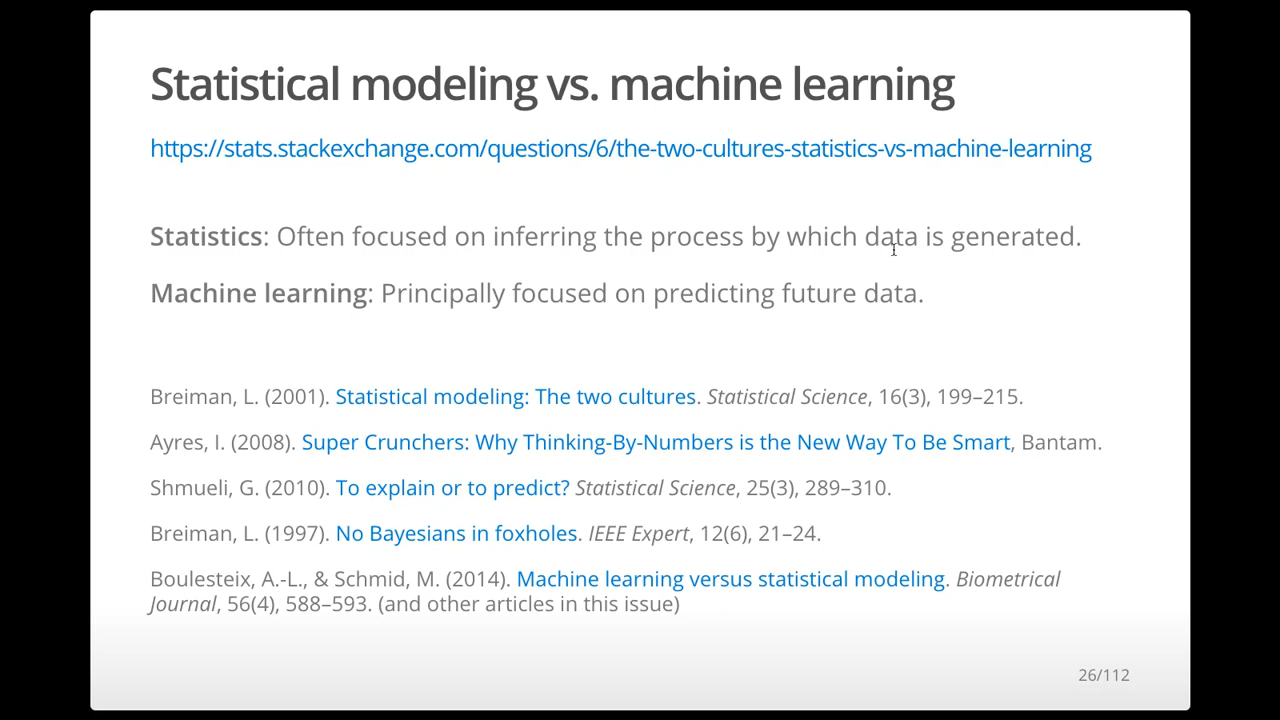 Statistical modeling vs. machine learning
https://stats.stackexchange.com/questions/6/the-two-cultures-statistics-vs-machine-learning
Statistics: Often focused on inferring the process by which data is generated.
Machine learning: Principally focused on predicting future data.
Breiman, L. (2001). Statistical modeling: The two cultures. Statistical Science, 16(3), 199–215.
Ayres, I. (2008). Super Crunchers: Why Thinking-By-Numbers is the New Way To Be Smart, Bantam.
Shmueli, G. (2010). To explain or to predict? Statistical Science, 25(3), 289–310.
Breiman, L. (1997). No Bayesians in foxholes. IEEE Expert, 12(6), 21–24.
Boulesteix, A.-L., & Schmid, M. (2014). Machine learning versus statistical modeling. Biometrical
Journal, 56(4), 588–593. (and other articles in this issue)
26/112